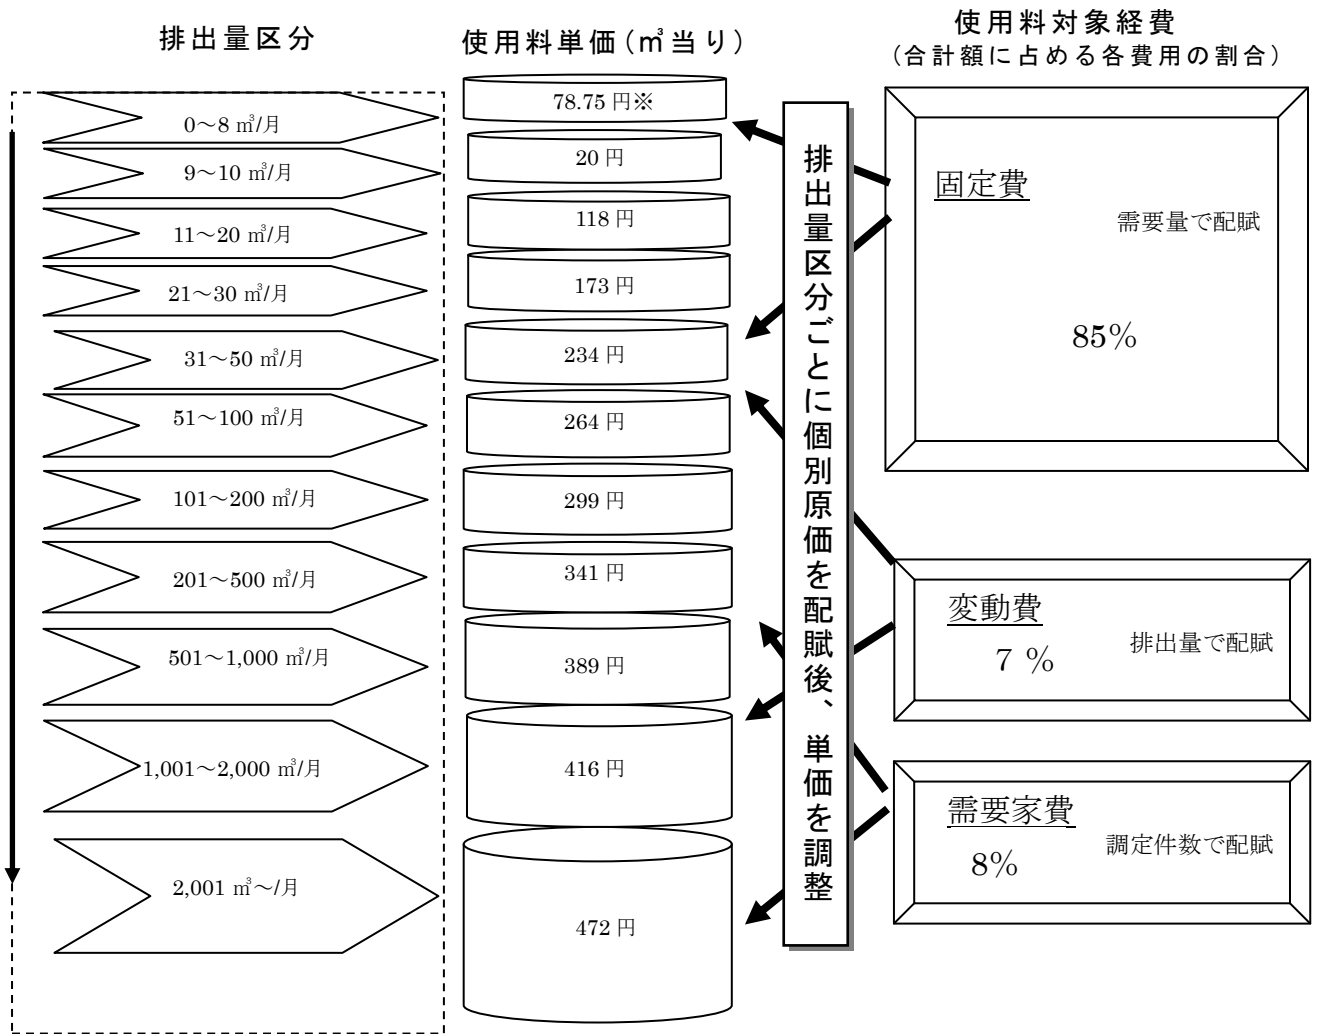 排出量区分
使用料単価(㎥当り)
使用料対象経費
(合計額に占める各費用の割合)
0～8 ㎥/月
78.75 円※
9～10 ㎥/月
20 円
11～20 ㎥/月
118 円
21～30 ㎥/月
173 円
31～50 ㎥/月
234 円
51～100 ㎥/月
264 円
101～200 ㎥/月
299 円
201～500 ㎥/月
341 円
501～1,000 ㎥/月
389 円
1,001～2,000 ㎥/月
416 円
2,001 ㎥～/月
472 円
排出量区分ごとに個別原価を配賦後、単価を調整
固定費
需要量で配賦
85%
変動費
排出量で配賦
7 %
需要家費
調定件数で配賦
8%